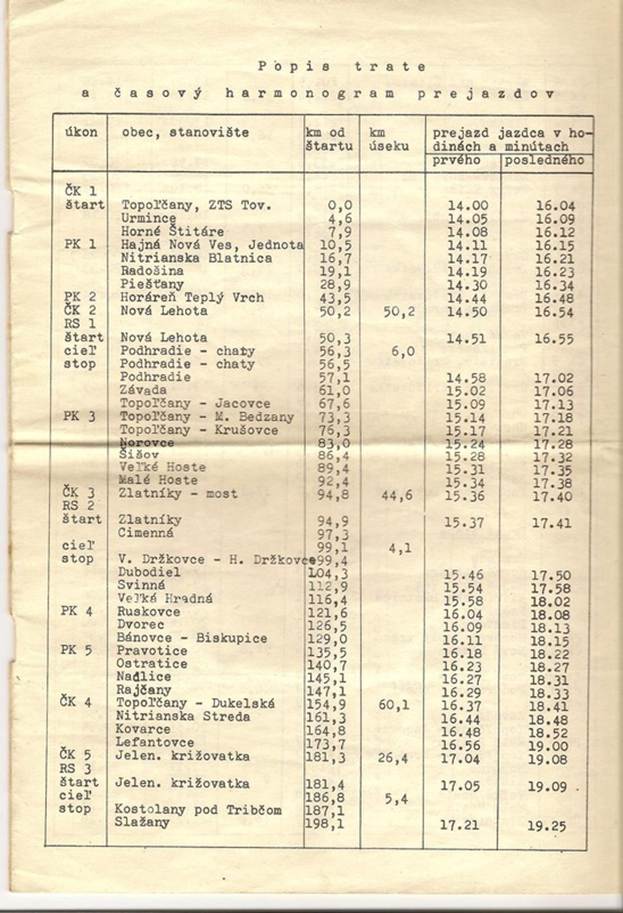 P o p i s   t r a t e
a   č a s o v ý   h a r m o n o g r a m   p r e j a z d o v
úkon obec, stanovište km od štartu km úseku prejazd jazdca v ho-
dinách a minútach
prvého posledného
ČK 1
štart Topoľčany, ZTS Tov. 0,0 14.00 16.04
Urmince 4,6 14.05 16.09
Horné Štitáre 7,9 14.08 16.12
PK 1 Hajná Nová Ves, Jednota 10,5 14.11 16.15
Nitrianska Blatnica 16,7 14.17 16.21
Radošina 19,1 14.19 16.23
Piešťany 28,9 14.30 16.34
PK 2 Horáreň Teplý Vrch 43,5 14.44 16.48
ČK 2 Nová Lehota 50,2 50,2 14.50 16.54
RS 1
štart Nová Lehota 50,3 14.51 16.55
cieľ Podhradie - chaty 56,3 6,0
stop Podhradie - chaty 56,5
Podhradie 57,1 14.58 17.02
Závada 61,0 15.02 17.06
Topoľčany - Jacovce 67,6 15.09 17.13
PK 3 Topoľčany - M. Bedzany 73,3 15.14 17.18
Topoľčany - Krušovce 76,3 15.17 17.21
Norovce 83,0 15.24 17.28
Šišov 86,4 15.28 17.32
Veľké Hoste 89,4 15.31 17.35
Malé Hoste 92,4 15.34 17.38
ČK 3 Zlatníky - most 94,8 44,6 15.36 17.40
RS 2
štart Zlatníky 94,9 15.37 17.41
Cimenná 97,3
cieľ 99,1 4,1
stop V. Držkovce - H. Držkovce 99,4
Dubodiel 104,3 15.46 17.50
Svinná 112,9 15.54 17.58
Veľké Hradná 116,4 15.58 18.02
PK 4 Ruskovce 121,6 16.04 18.08
Dvorec 126,5 16.09 18.13
Bánovce - Biskupice 129,0 16.11 18.15
PK 5 Pravotice 135,5 16.18 18.22
Ostratice 140,7 16.23 18.27
Nadlice 145,1 16.27 18.31
Rajčany 147,1 16.29 18.33
ČK 4 Topoľčany - Dukelská 154,9 60,1 16.37 18.41
Nitrianska Streda 161,3 16.44 18.48
Kovarce 164,8 16.48 18.52
Lefantovce 173,7 16.56 19.00
ČK 5 Jelen. križovatka 181,3 26,4 17.04 19.08
RS 3
štart Jelen. križovatka 181,4 17.05 19.09
cieľ 186,8 5,4
stop Kostolany pod Tribčom 187,1
Slažany 198,1 17.21 19.25